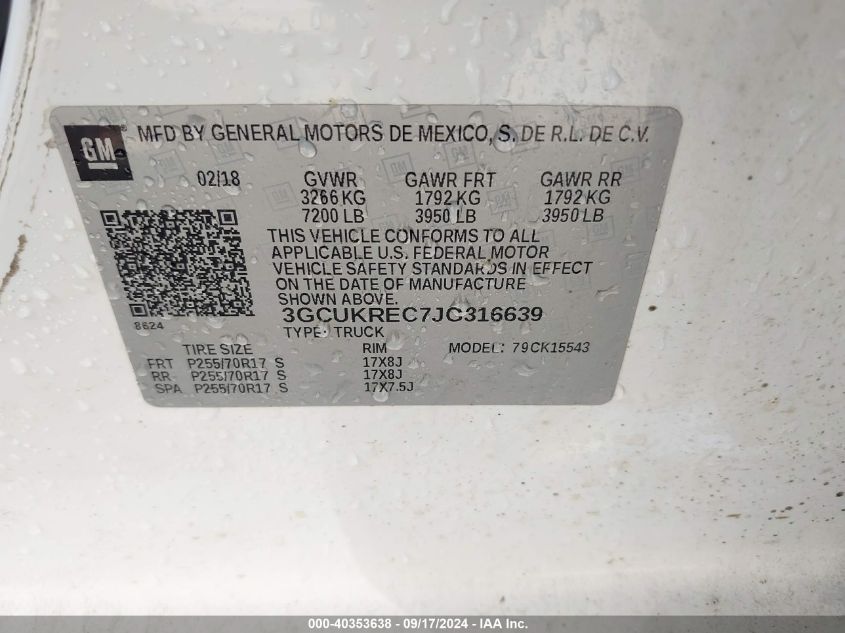 GM
MFD BY GENERAL MOTORS DE MEXICO, S. DE R.L. DE C.V.
02/18 GVWR GAWR FRT GAWR RR
3266 KG 1792 KG 1792 KG
7200 LB 3950 LB 3950 LB
THIS VEHICLE CONFORMS TO ALL
APPLICABLE U.S. FEDERAL MOTOR
VEHICLE SAFETY STANDARDS IN EFFECT
ON THE DATE OF MANUFACTURE
SHOWN ABOVE.
8624
3GCUKREC7JG316639
TYPE: TRUCK
TIRE SIZE RIM MODEL: 79CK15543
FRT P255/70R17 S 17X8J
RR P255/70R17 S 17X8J
SPA P255/70R17 S 17X7.5J
000-40353638 - 09/17/2024 - IAA Inc.